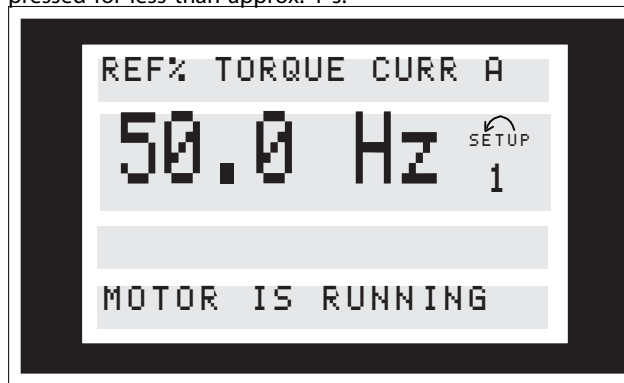 pressed for less than approx. 1 s.
REF% TORQUE CURR A
50.0 Hz SETUP
1
MOTOR IS RUNNING